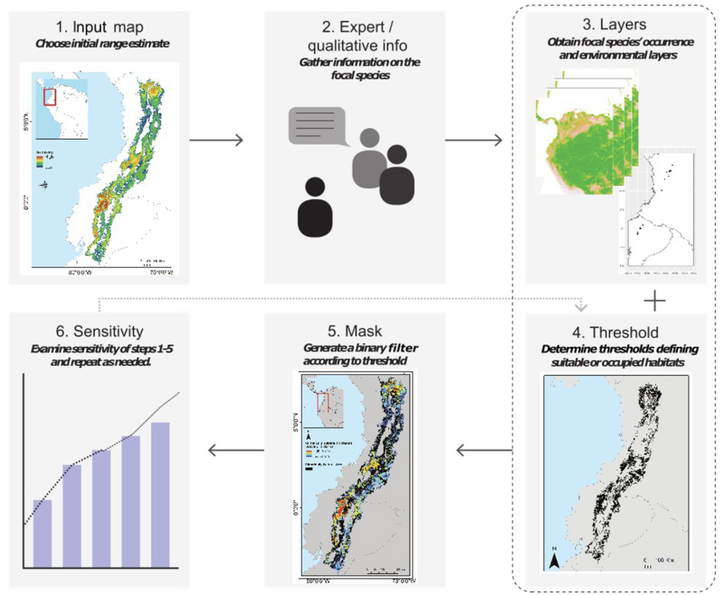 1. Input map
Choose initial range estimate
2. Expert /
qualitative info
Gather information on the
focal species
3. Layers
Obtain focal species' occurrence
and environmental layers
6. Sensitivity
Examine sensitivity of steps 1-5
and repeat as needed.
5. Mask
Generate a binary filter
according to threshold
4. Threshold
Determine thresholds defining
suitable or occupied habitats
N